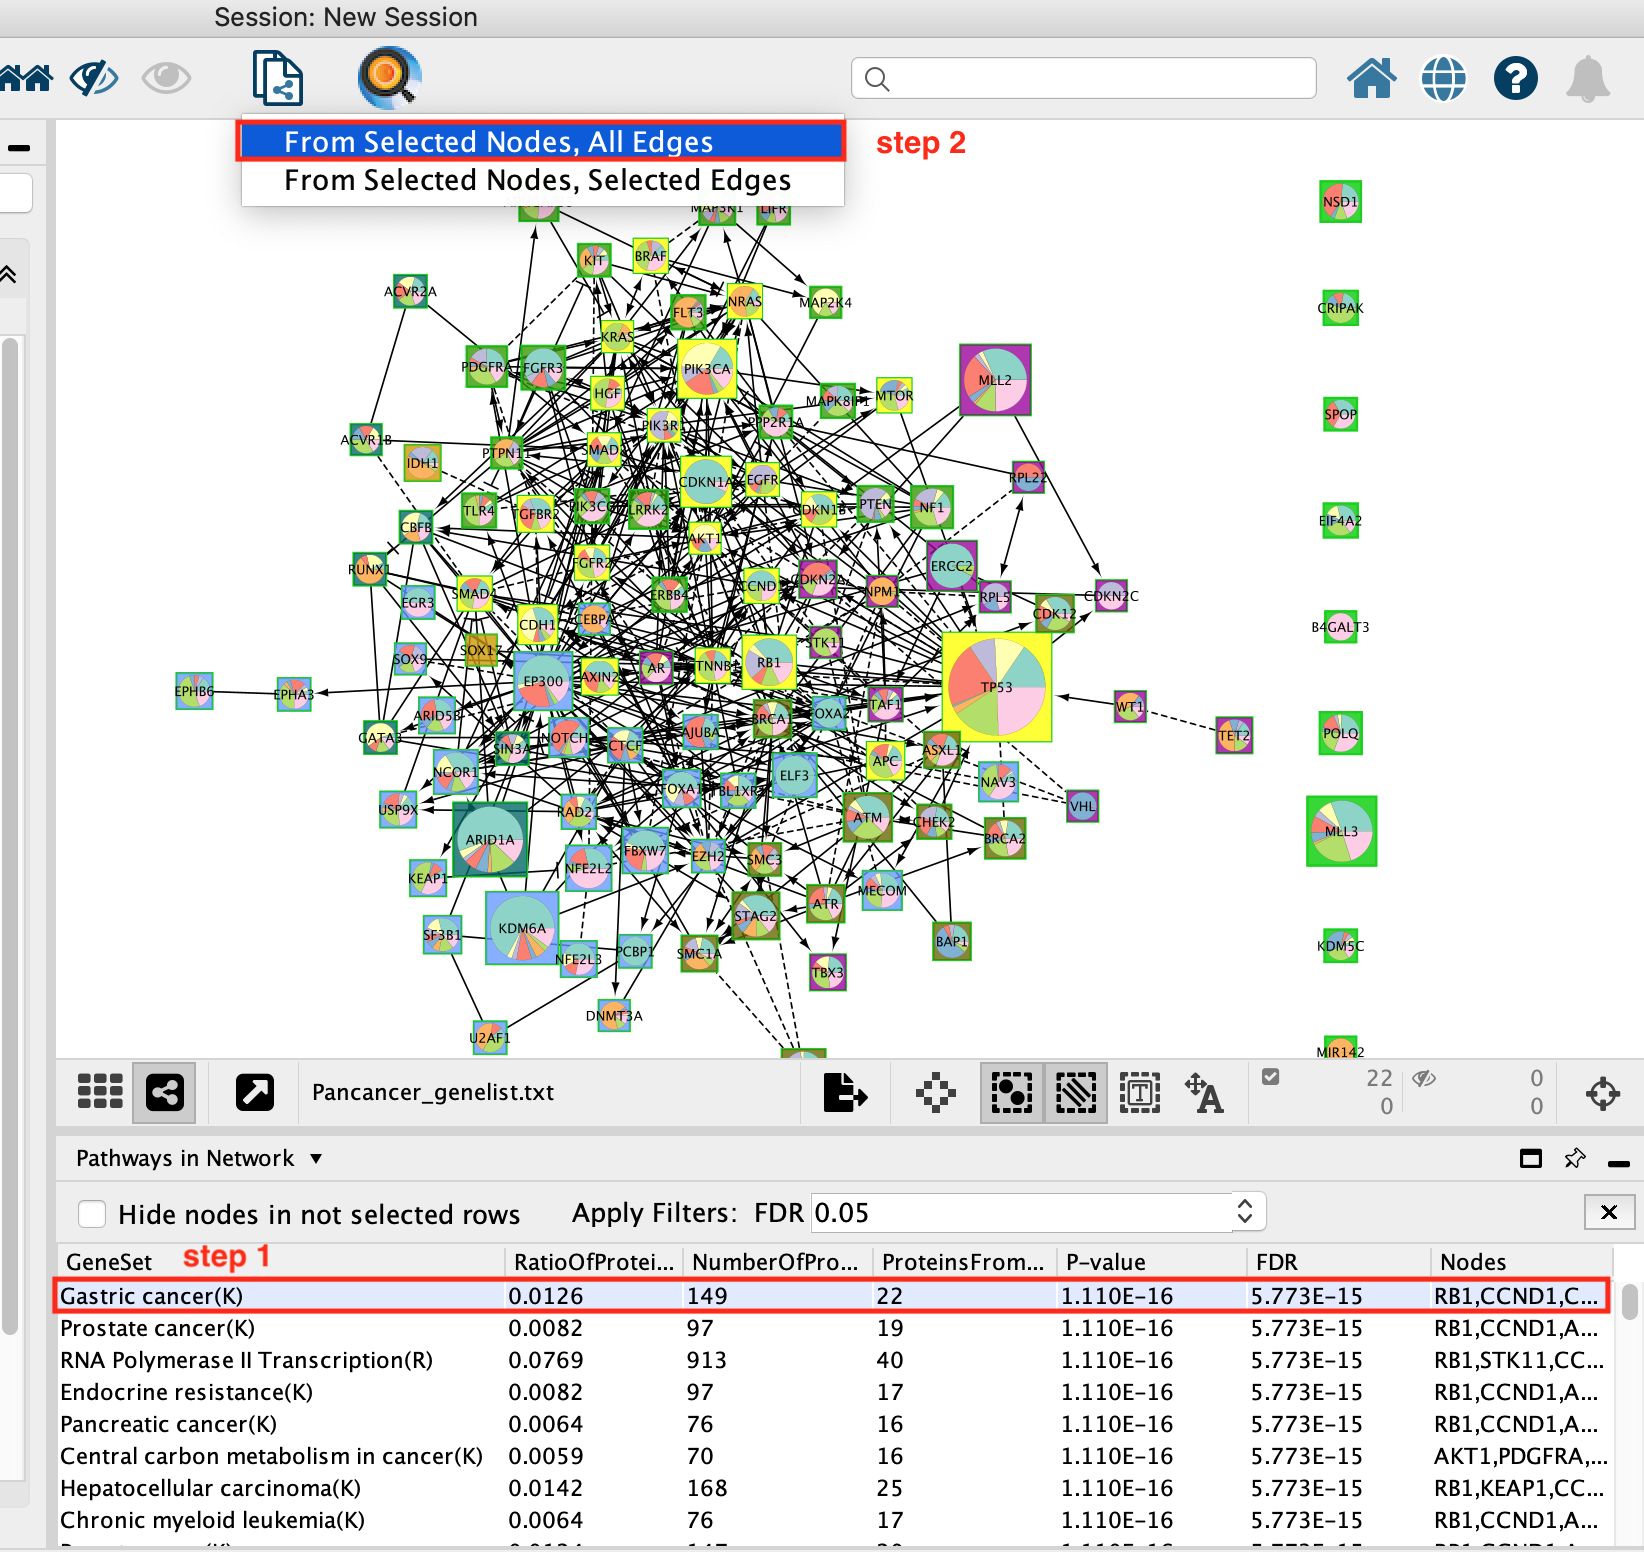 Session: New Session
From Selected Nodes, All Edges
step 2
From Selected Nodes, Selected Edges
MAP3K1
LIFR
NSD1
KIT
BRAF
ACVR2A
NRAS
MAP2K4
FLT3
CRIPAK
KRAS
PDGFRA
FGFR3
PIK3CA
MLL2
HGF
MAPK8IP1
MTOR
SPOP
PIK3R1
PPP2R1A
ACVR1B
SMAD
PTPN11
IDH1
RPL22
CDKN1A
EGFR
TLR4
TGFBR2
PIK3CG
LRRK2
CDKN1B
PTEN
NF1
CBFB
EIF4A2
AKT1
RUNX1
FGFR2
ERCC2
CCND1
CDKN2A
NPM1
SMAD4
EGR3
ERBB4
RPL5
CDKN2C
CDK12
CDH1
CEBPA
B4GALT3
STK11
SOX17
SOX9
AR
CTNNB1
RB1
EP300
AXIN2
TP53
EPHB6
EPHA3
TAF1
WT1
ARID5B
FOXA2
BRCA1
GATA3
SIN3A
NOTCH
CTCF
AJUBA
TET2
POLQ
ASXL1
APC
NCOR1
ELF3
NAV3
FOXA1
TBL1XR1
USP9X
RAD21
VHL
ATM
CHEK2
MLL3
ARID1A
BRCA2
FBXW7
EZH2
SMC3
NFE2L2
KEAP1
MECOM
ATR
STAG2
KDM6A
SF3B1
BAP1
KDM5C
PCBP1
SMC1A
NFE2L3
TBX3
DNMT3A
U2AF1
MIR142
Pancancer_genelist.txt
22
0
0
0
Pathways in Network
Hide nodes in not selected rows
Apply Filters: FDR 0.05
step 1
GeneSet RatioOfProtei... NumberOfPro... ProteinsFrom... P-value FDR Nodes
Gastric cancer(K) 0.0126 149 22 1.110E-16 5.773E-15 RB1,CCND1,C...
Prostate cancer(K) 0.0082 97 19 1.110E-16 5.773E-15 RB1,CCND1,A...
RNA Polymerase II Transcription(R) 0.0769 913 40 1.110E-16 5.773E-15 RB1,STK11,CC...
Endocrine resistance(K) 0.0082 97 17 1.110E-16 5.773E-15 RB1,CCND1,A...
Pancreatic cancer(K) 0.0064 76 16 1.110E-16 5.773E-15 RB1,CCND1,A...
Central carbon metabolism in cancer(K) 0.0059 70 16 1.110E-16 5.773E-15 AKT1,PDGFRA,...
Hepatocellular carcinoma(K) 0.0142 168 25 1.110E-16 5.773E-15 RB1,KEAP1,CC...
Chronic myeloid leukemia(K) 0.0064 76 17 1.110E-16 5.773E-15 RB1,CCND1,A...